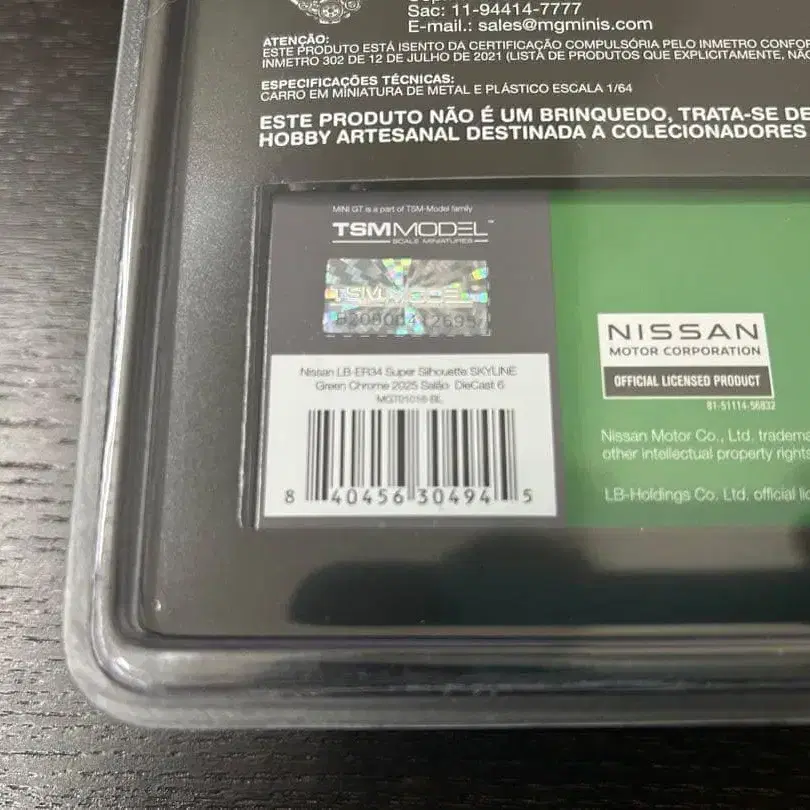 Sac: 11-94414-7777
E-mail.: sales@mgminis.com
ATENÇÃO:
ESTE PRODUTO ESTÁ ISENTO DA CERTIFICAÇÃO COMPULSÓRIA PELO INMETRO
INMETRO 302 DE 12 DE JULHO DE 2021 (LISTA DE PRODUTOS QUE EXPLICITAMENTE,
ESPECIFICAÇÕES TÉCNICAS:
CARRO EM MINIATURA DE METAL E PLÁSTICO ESCALA 1/64
ESTE PRODUTO NÃO É UM BRINQUEDO, TRATA-SE DE
HOBBY ARTESANAL DESTINADA A COLECIONADORES
MINI GT is a part of TSM-Model family
TSMMODEL™
SCALE MINIATURES
TSMMODEL
NISSAN
MOTOR CORPORATION
OFFICIAL LICENSED PRODUCT
81-51114-56832
Nissan LB-ER34 Super Silhouette SKYLINE
Green Chrome 2025 Salão DieCast 6
MGT01016-BL
8 40456 30494 5
Nissan Motor Co., Ltd.
other intellectual property rights
LB-Holdings Co. Ltd. official